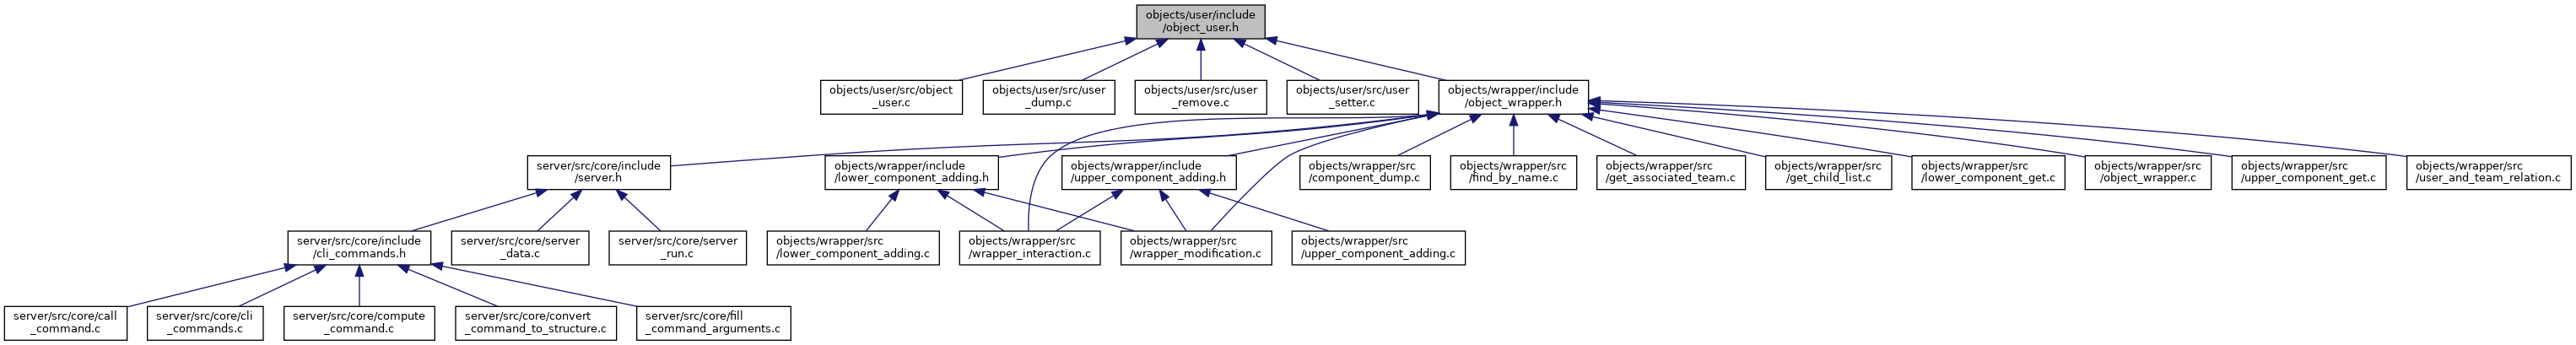 objects/user/include
/object_user.h
objects/user/src/object
_user.c
objects/user/src/user
_dump.c
objects/user/src/user
_remove.c
objects/user/src/user
_setter.c
objects/wrapper/include
/object_wrapper.h
server/src/core/include
/server.h
objects/wrapper/include
/lower_component_adding.h
objects/wrapper/include
/upper_component_adding.h
objects/wrapper/src
/component_dump.c
objects/wrapper/src
/find_by_name.c
objects/wrapper/src
/get_associated_team.c
objects/wrapper/src
/get_child_list.c
objects/wrapper/src
/lower_component_get.c
objects/wrapper/src
/object_wrapper.c
objects/wrapper/src
/upper_component_get.c
objects/wrapper/src
/user_and_team_relation.c
server/src/core/include
/cli_commands.h
server/src/core/server
_data.c
server/src/core/server
_run.c
objects/wrapper/src
/lower_component_adding.c
objects/wrapper/src
/wrapper_interaction.c
objects/wrapper/src
/wrapper_modification.c
objects/wrapper/src
/upper_component_adding.c
server/src/core/call
_command.c
server/src/core/cli
_commands.c
server/src/core/compute
_command.c
server/src/core/convert
_command_to_structure.c
server/src/core/fill
_command_arguments.c